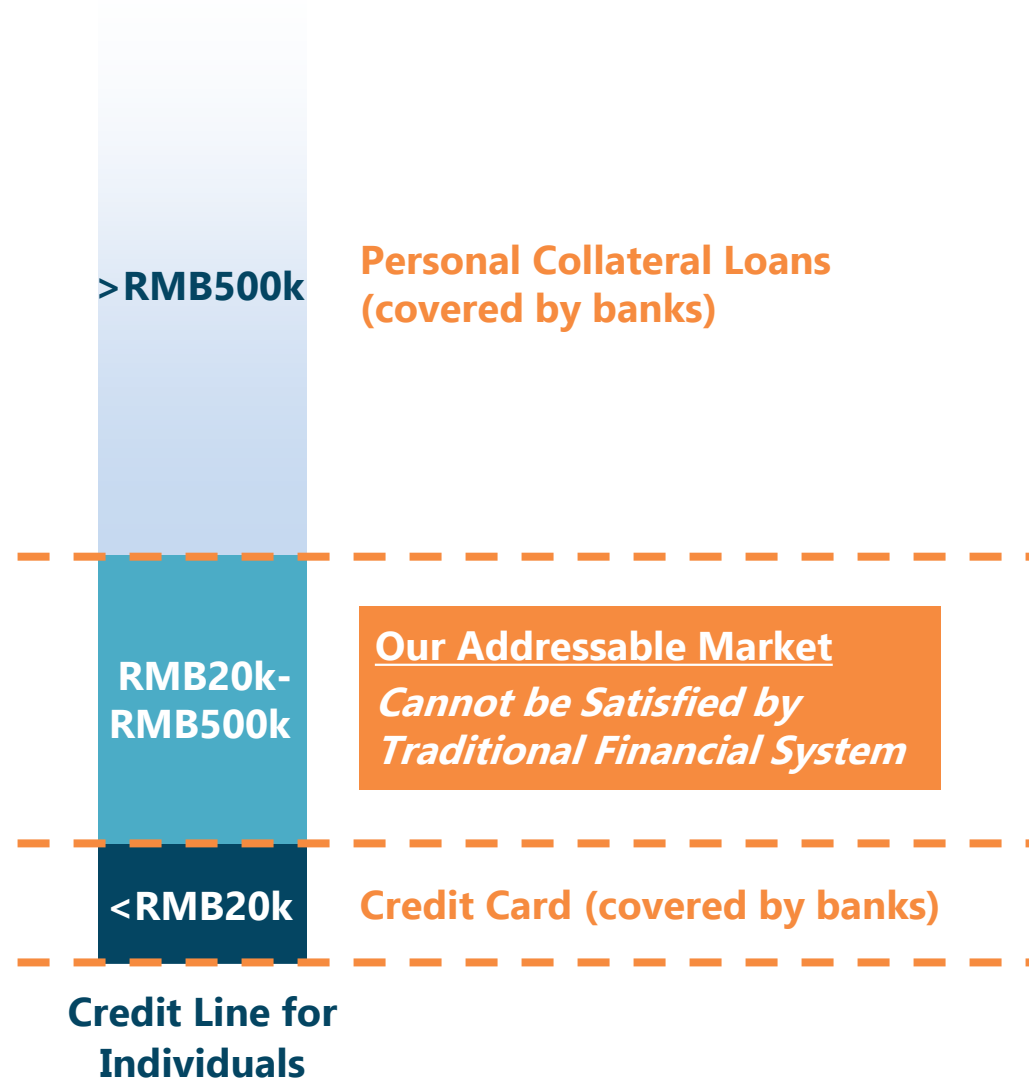 >RMB500k
Personal Collateral Loans
(covered by banks)
RMB20k-
RMB500k
Our Addressable Market
Cannot be Satisfied by
Traditional Financial System
<RMB20k
Credit Card (covered by banks)
Credit Line for
Individuals